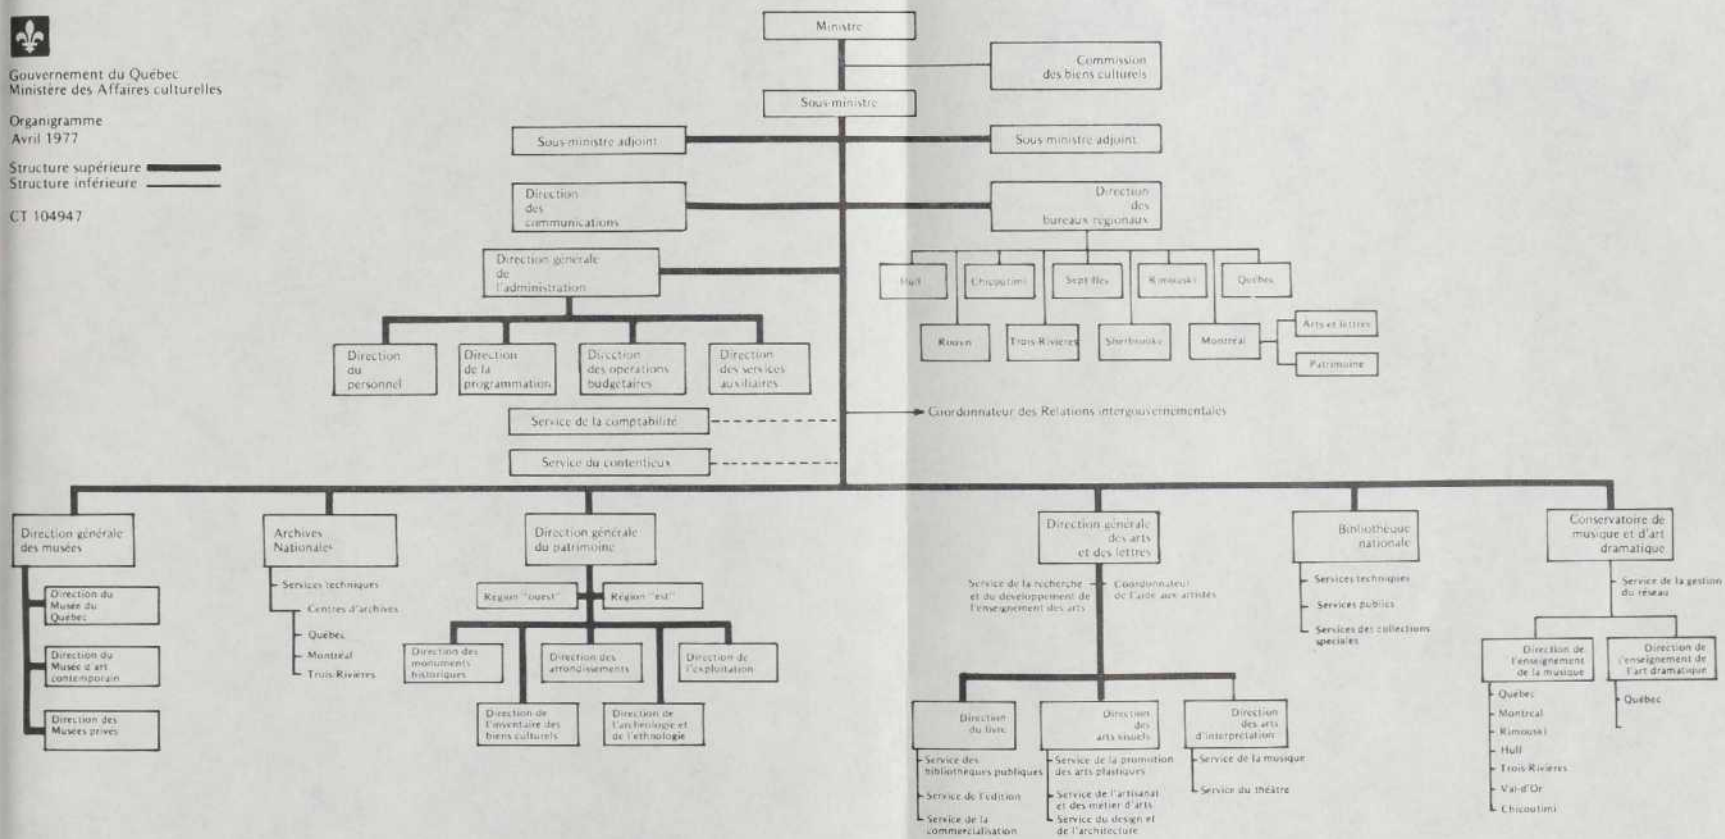 Gouvernement du Québec
Ministère des Affaires culturelles
Organigramme
Avril 1977
Structure supérieure
Structure inférieure
CT 104947
Ministre
Commission
des biens culturels
Sous-ministre
Sous-ministre adjoint
Sous-ministre adjoint
Direction
des
communications
Direction
des
bureaux regionaux
Direction générale
de
l'administration
Hull
Chicoutimi
Sept-Iles
Rimouski
Québec
Rouyn
Trois-Rivières
Sherbrooke
Montréal
Arts et lettres
Patrimoine
Direction
du
personnel
Direction
de la
programmation
Direction
des opérations
budgétaires
Direction
des services
auxiliaires
Service de la comptabilité
Coordonnateur des Relations intergouvernementales
Service du contentieux
Direction générale
des musées
Direction du
Musée du
Québec
Direction du
Musée d'art
contemporain
Direction des
Musées privés
Archives
Nationales
Services techniques
Centres d'archives
Québec
Montréal
Trois-Rivières
Direction générale
du patrimoine
Région "ouest"
Région "est"
Direction des
monuments
historiques
Direction des
arrondissements
Direction de
l'exploitation
Direction de
l'inventaire des
biens culturels
Direction de
l'archéologie et
de l'ethnologie
Direction générale
des arts
et des lettres
Service de la recherche
et du développement de
l'enseignement des arts
Coordonnateur
de l'aide aux artistes
Direction
du livre
Service des
bibliothèques publiques
Service de l'édition
Service de la
commercialisation
Direction
des
arts visuels
Service de la promotion
des arts plastiques
Service de l'artisanat
et des métier d'arts
Service du design et
de l'architecture
Direction
des arts
d'interprétation
Service de la musique
Service du théâtre
Bibliothèque
nationale
Services techniques
Services publics
Services des collections
speciales
Conservatoire de
musique et d'art
dramatique
Service de la gestion
du réseau
Direction de
l'enseignement
de la musique
Québec
Montréal
Rimouski
Hull
Trois-Rivières
Val-d'Or
Chicoutimi
Direction de
l'enseignement de
l'art dramatique
Québec